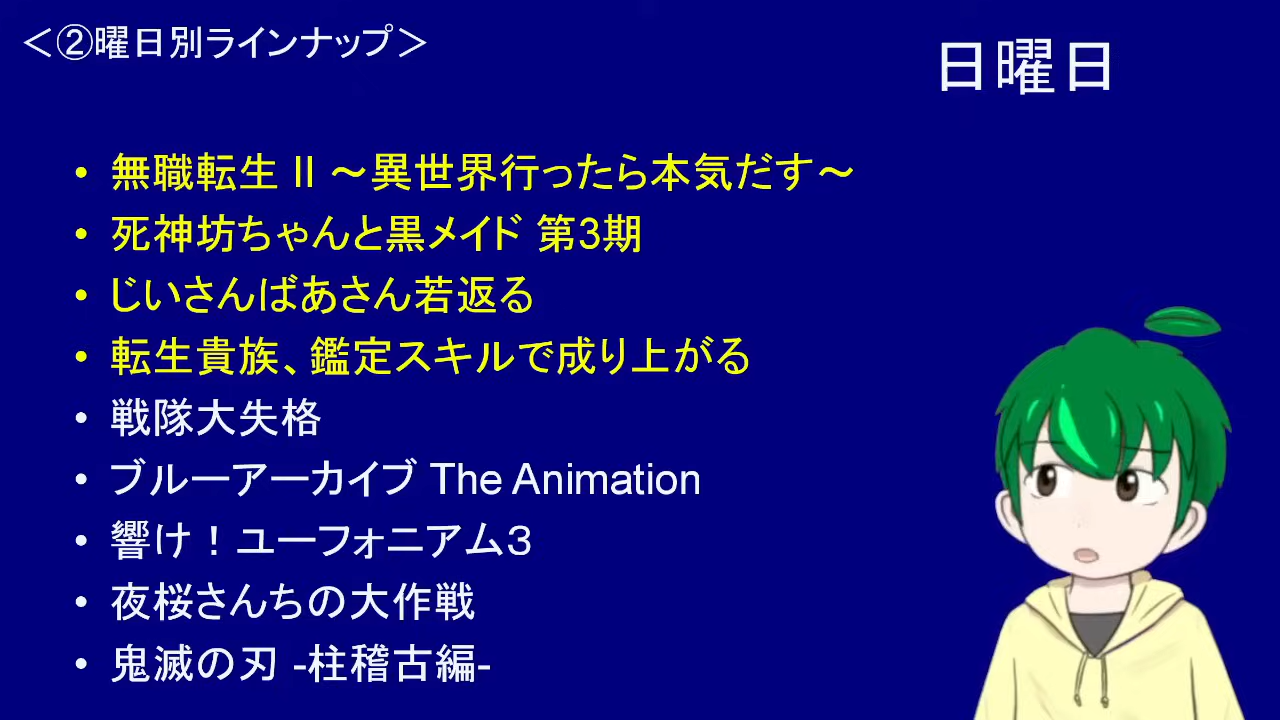 ＜②曜日別ラインナップ＞
日曜日
• 無職転生 II ～異世界行ったら本気だす～
• 死神坊ちゃんと黒メイド 第3期
• じいさんばあさん若返る
• 転生貴族、鑑定スキルで成り上がる
• 戦隊大失格
• ブルーアーカイブ The Animation
• 響け！ユーフォニアム３
• 夜桜さんちの大作戦
• 鬼滅の刃 -柱稽古編-